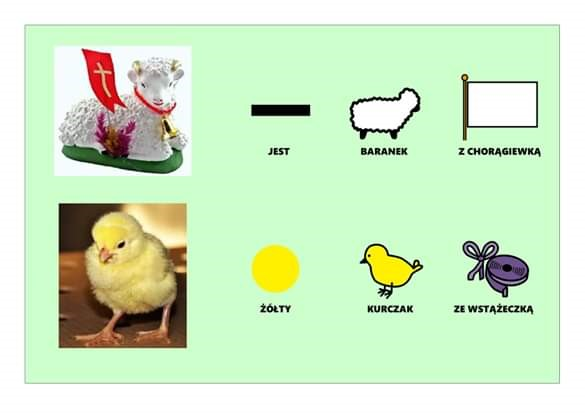 JEST BARANEK Z CHORĄGIEWKĄ
ŻÓŁTY KURCZAK ZE WSTĄŻECZKĄ